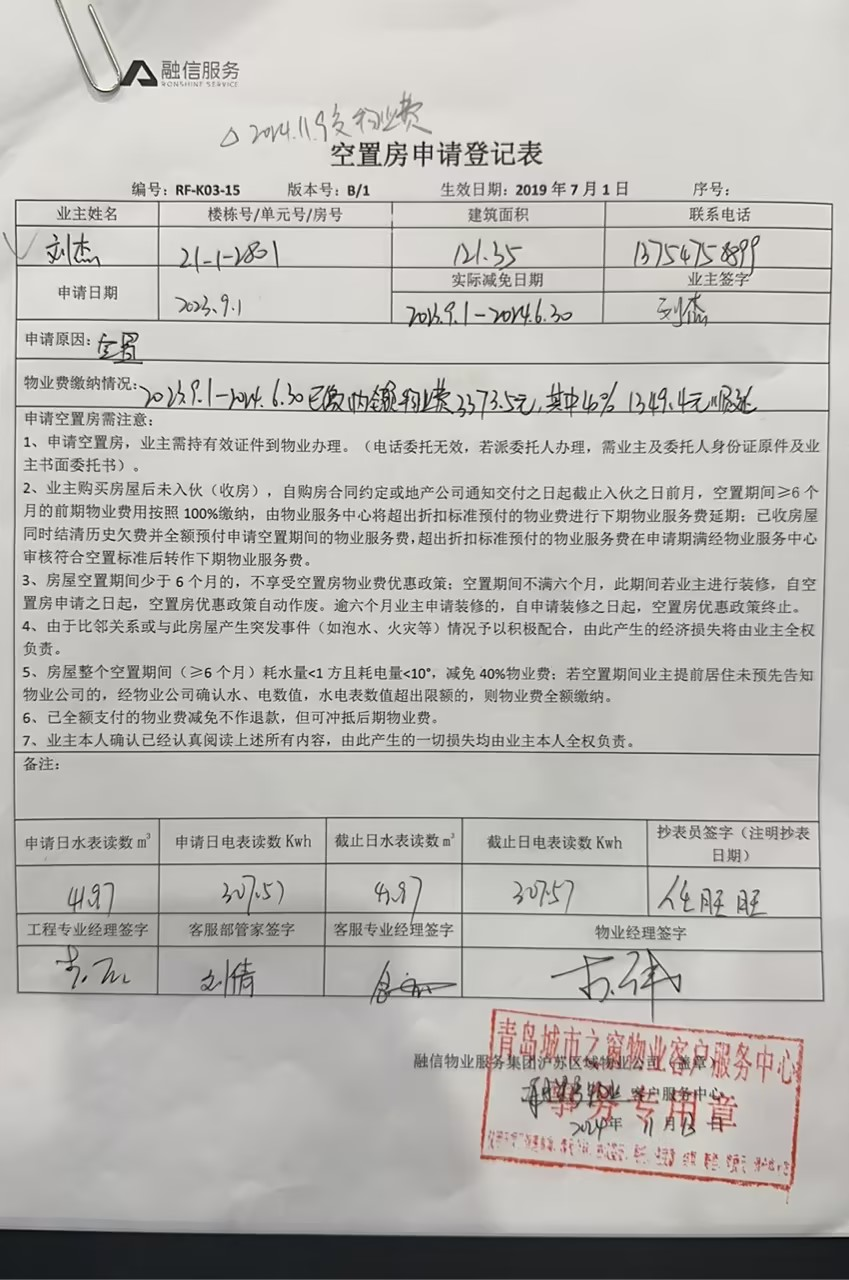 融信服务
RONSHINE SERVICE
△ 2024.11.9交物业费
空置房申请登记表
编号：RF-K03-15 版本号：B/1 生效日期：2019 年 7 月 1 日 序号：
业主姓名 楼栋号/单元号/房号 建筑面积 联系电话
刘杰 21-1-2801 121.35 13754758899
申请日期 2023.9.1 实际减免日期 业主签字
2023.9.1-2024.6.30 刘杰
申请原因：空置
物业费缴纳情况：2023.9.1-2024.6.30已缴纳全额物业费3373.5元,其中40% 1349.4元顺延
申请空置房需注意：
1、申请空置房，业主需持有效证件到物业办理。（电话委托无效，若派委托人办理，需业主及委托人身份证原件及业
主书面委托书）。
2、业主购买房屋后未入伙（收房），自购房合同约定或地产公司通知交付之日起截止入伙之日前月，空置期间≥6 个
月的前期物业费用按照 100%缴纳，由物业服务中心将超出折扣标准预付的物业费进行下期物业服务费延期；已收房屋
同时结清历史欠费并全额预付申请空置期间的物业服务费，超出折扣标准预付的物业服务费在申请期满经物业服务中心
审核符合空置标准后转作下期物业服务费。
3、房屋空置期间少于 6 个月的，不享受空置房物业费优惠政策；空置期间不满六个月，此期间若业主进行装修，自空
置房申请之日起，空置房优惠政策自动作废。逾六个月业主申请装修的，自申请装修之日起，空置房优惠政策终止。
4、由于比邻关系或与此房屋产生突发事件（如泡水、火灾等）情况予以积极配合，由此产生的经济损失将由业主全权
负责。
5、房屋整个空置期间（≥6 个月）耗水量<1 方且耗电量<10°，减免 40%物业费；若空置期间业主提前居住未预先告知
物业公司的，经物业公司确认水、电数值，水电表数值超出限额的，则物业费全额缴纳。
6、已全额支付的物业费减免不作退款，但可冲抵后期物业费。
7、业主本人确认已经认真阅读上述所有内容，由此产生的一切损失均由业主本人全权负责。
备注：
申请日水表读数 m³ 申请日电表读数 Kwh 截止日水表读数 m³ 截止日电表读数 Kwh 抄表员签字（注明抄表
日期）
41.97 307.57 41.97 307.57 任旺旺
工程专业经理签字 客服部管家签字 客服专业经理签字 物业经理签字
刘倩
青岛城市之窗物业客户服务中心
融信物业服务集团沪苏区域物业公司（盖章）
客户服务中心
事务专用章
2024年 11 月 13 日